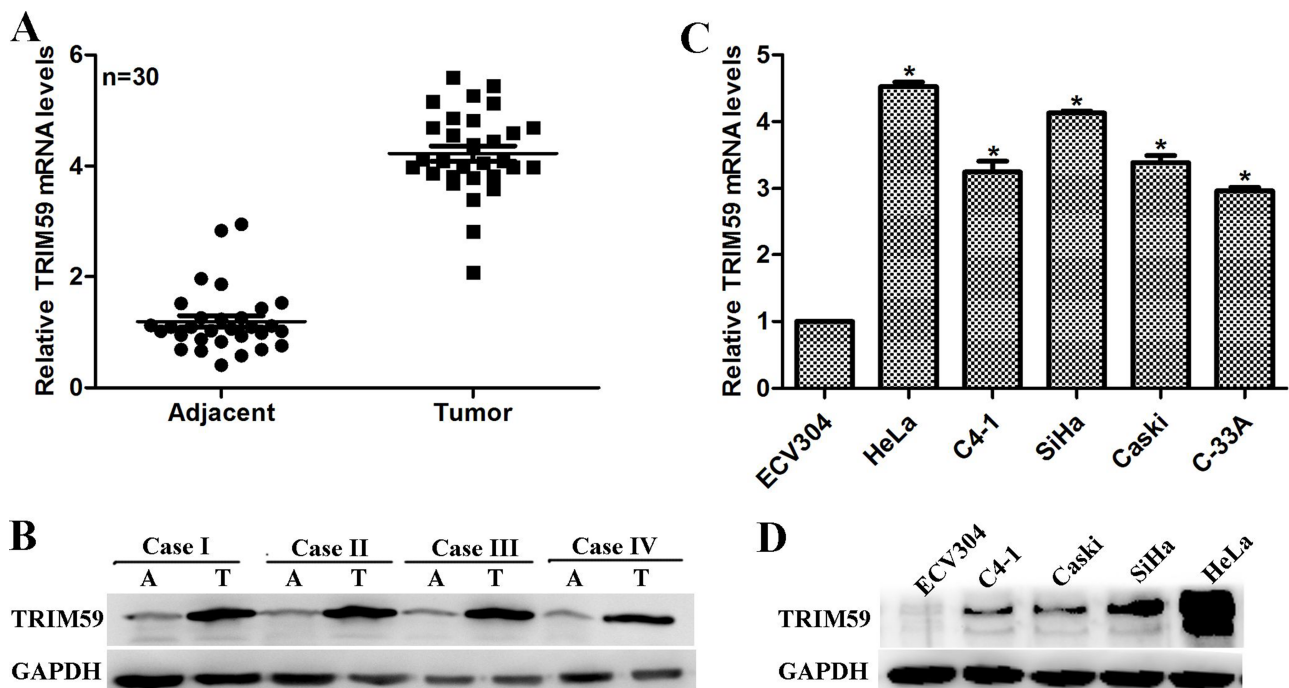 A
Relative TRIM59 mRNA levels
6
4
2
0
n=30
Adjacent
Tumor
C
Relative TRIM59 mRNA levels
5
4
3
2
1
0
*
*
*
*
*
ECV304
HeLa
C4-1
SiHa
Caski
C-33A
B
Case I
Case II
Case III
Case IV
A
T
A
T
A
T
A
T
TRIM59
GAPDH
D
ECV304
C4-1
Caski
SiHa
HeLa
TRIM59
GAPDH